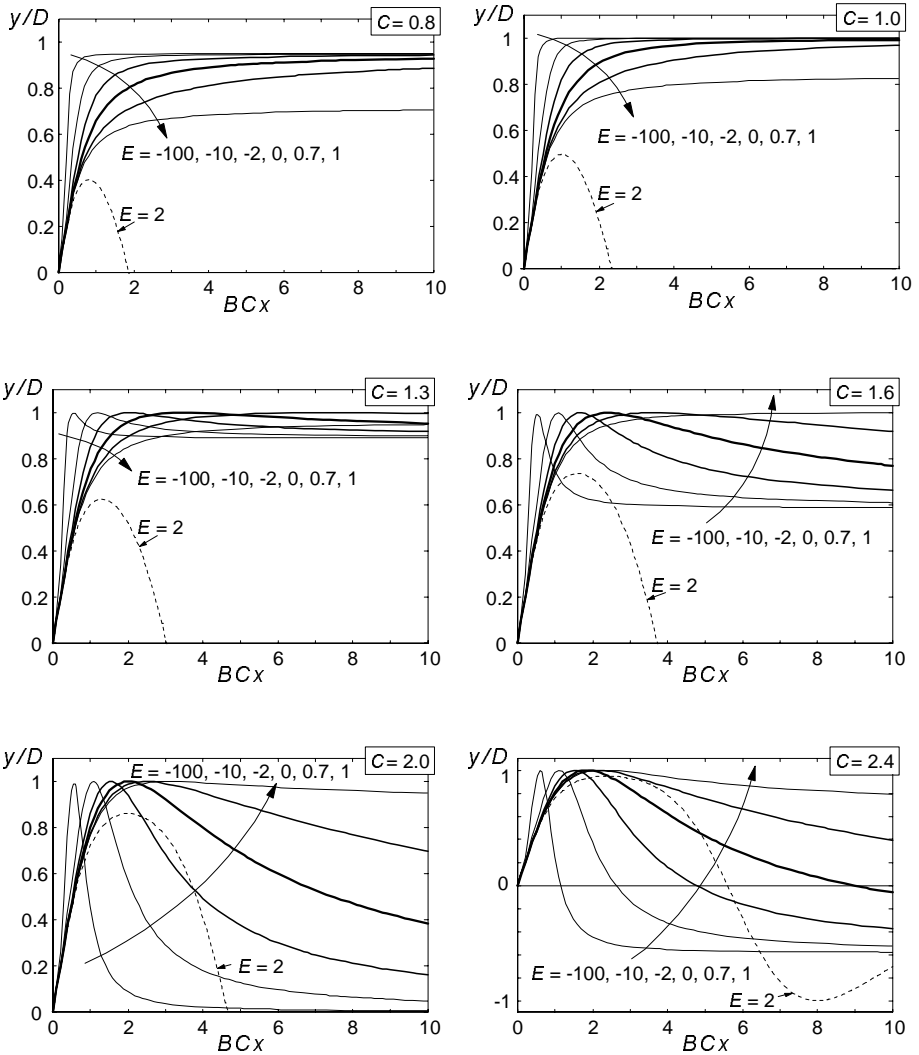 y/D
C = 0.8
1
0.8
0.6
0.4
0.2
0
E = -100, -10, -2, 0, 0.7, 1
E = 2
0 2 4 6 8 10
BCx
y/D
C = 1.0
1
0.8
0.6
0.4
0.2
0
E = -100, -10, -2, 0, 0.7, 1
E = 2
0 2 4 6 8 10
BCx
y/D
C = 1.3
1
0.8
0.6
0.4
0.2
0
E = -100, -10, -2, 0, 0.7, 1
E = 2
0 2 4 6 8 10
BCx
y/D
C = 1.6
1
0.8
0.6
0.4
0.2
0
E = -100, -10, -2, 0, 0.7, 1
E = 2
0 2 4 6 8 10
BCx
y/D
C = 2.0
E = -100, -10, -2, 0, 0.7, 1
1
0.8
0.6
0.4
0.2
0
E = 2
0 2 4 6 8 10
BCx
y/D
C = 2.4
1
0
-1
E = -100, -10, -2, 0, 0.7, 1
E = 2
0 2 4 6 8 10
BCx